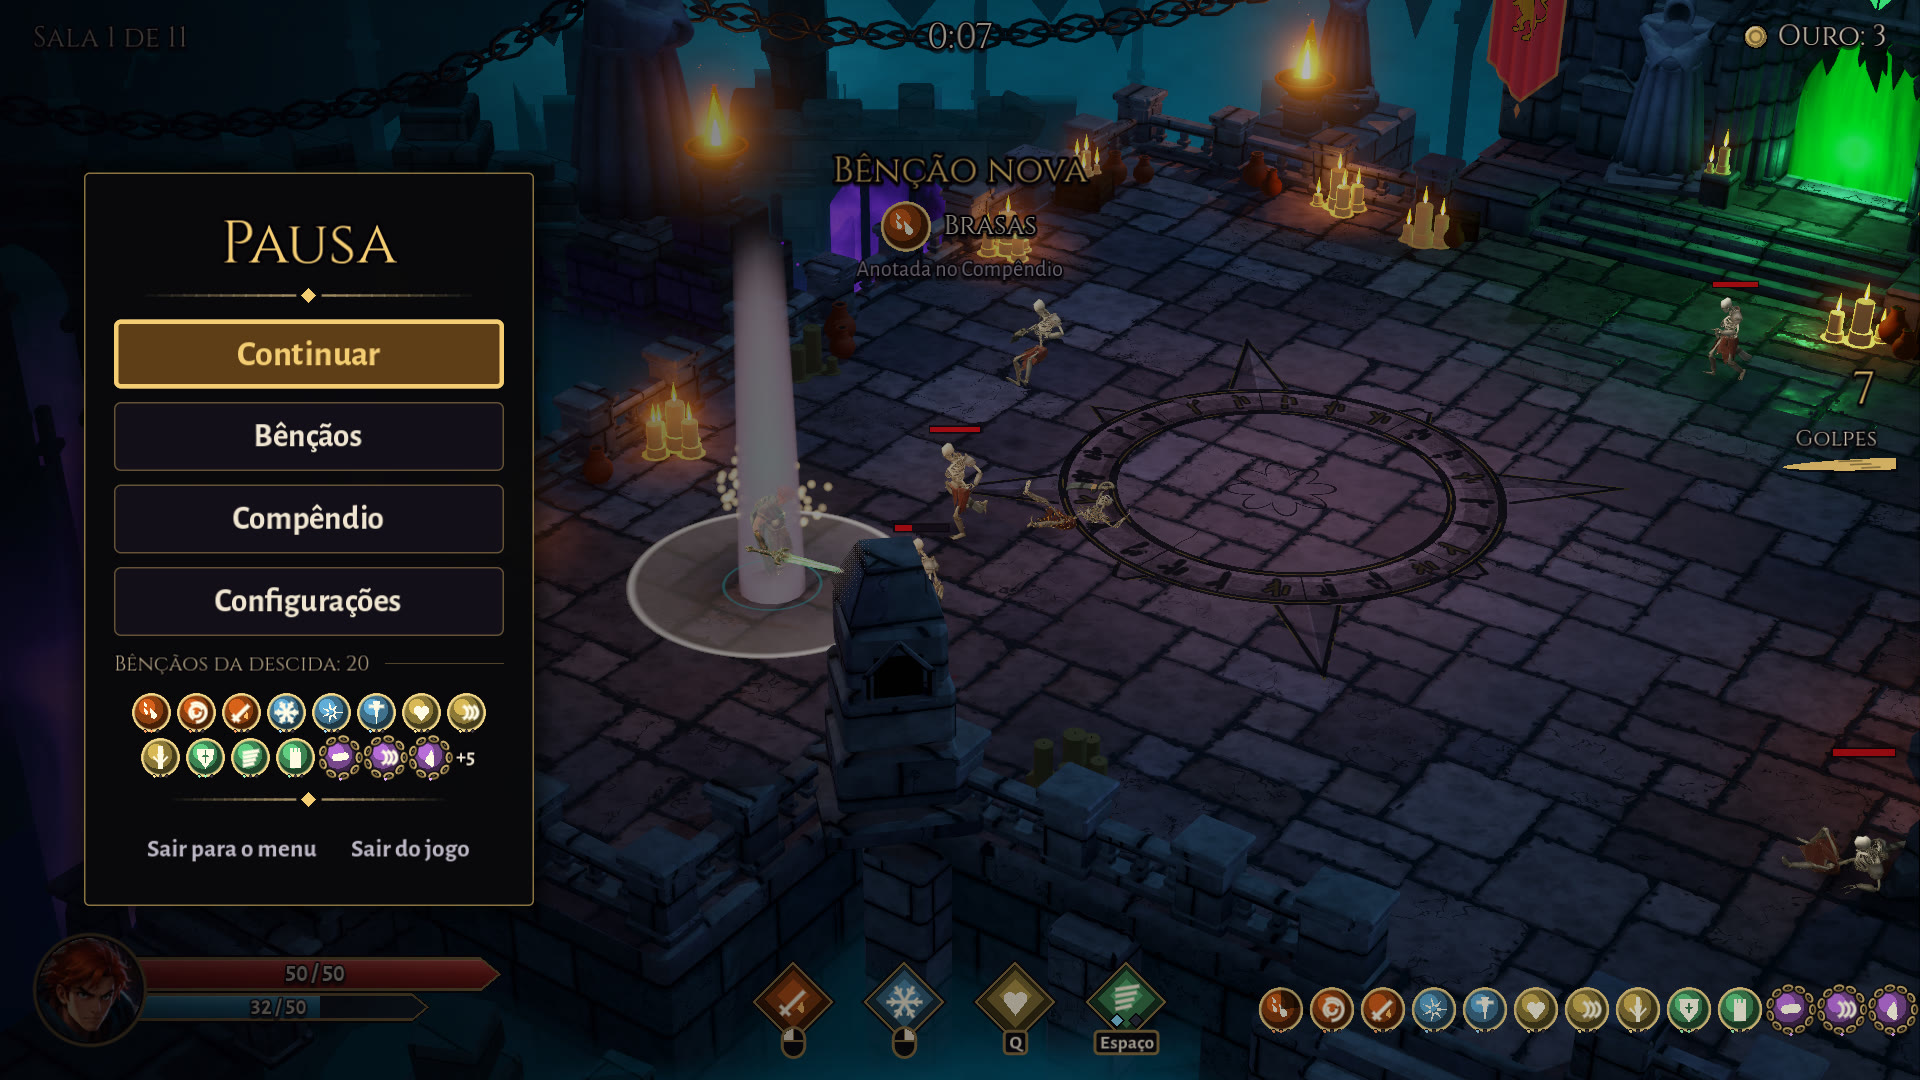 SALA 1 DE 11
0:07
OURO: 3
BÊNÇÃO NOVA
BRASAS
Anotada no Compêndio
PAUSA
Continuar
Bênçãos
Compêndio
Configurações
BÊNÇÃOS DA DESCIDA: 20
+5
Sair para o menu
Sair do jogo
7
GOLPES
50/50
32/50
Q
Espaço